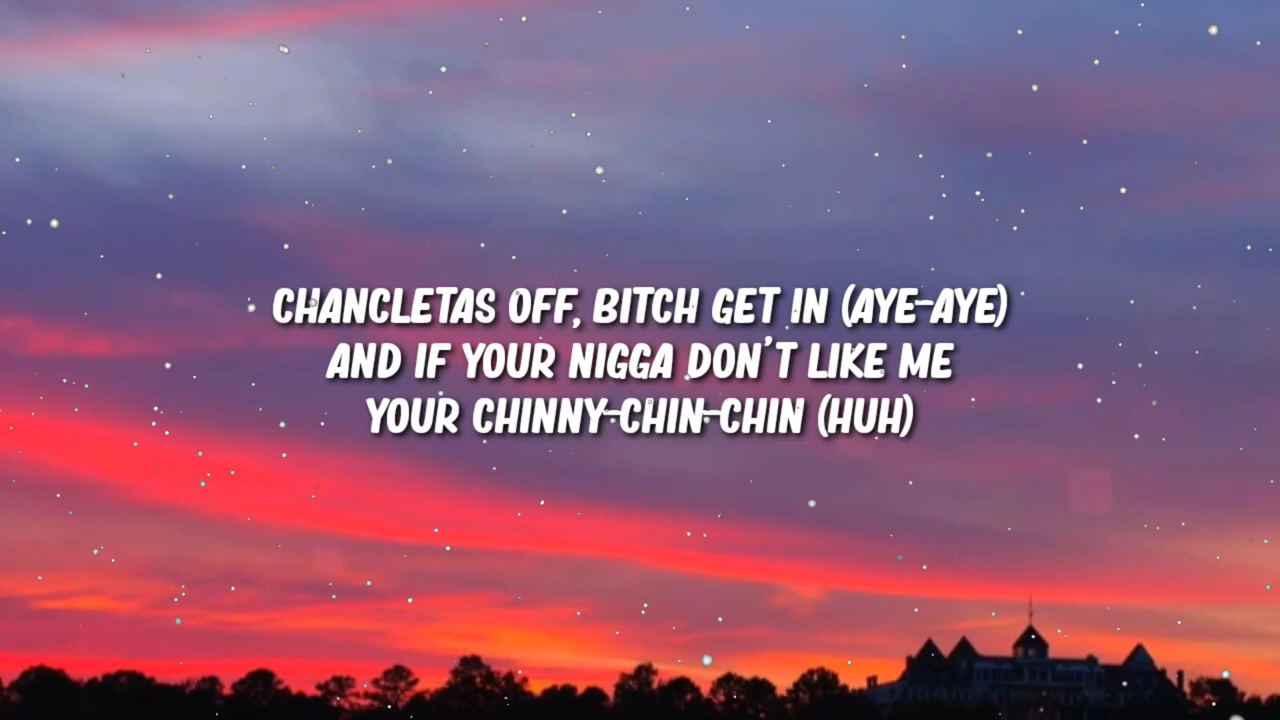 CHANCLETAS OFF, BITCH GET IN (AYE-AYE)
AND IF YOUR NIGGA DON'T LIKE ME
YOUR CHINNY-CHIN-CHIN (HUH)